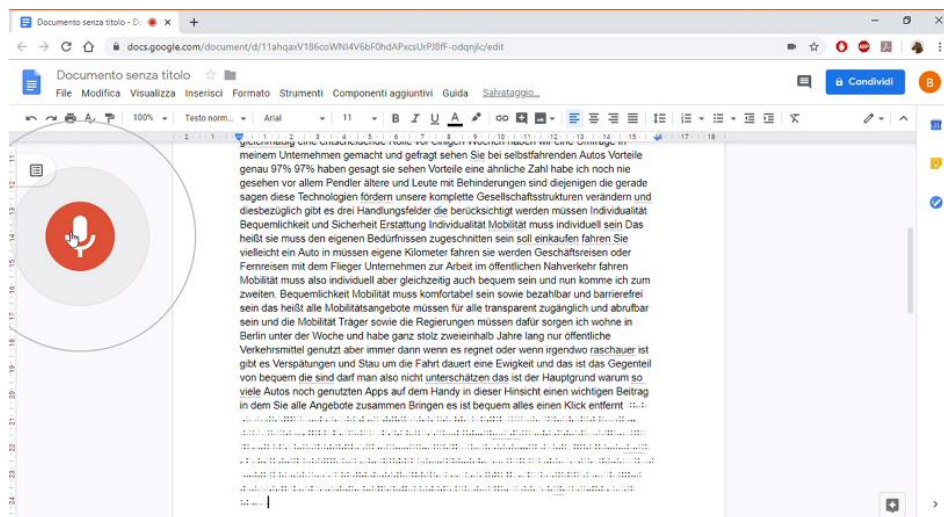 Documento senza titolo - D
docs.google.com/document/d/11ahqaxV186coWNI4V6bF0hdAPxcsUrPJ8fF-odqnjlc/edit
Documento senza titolo
File Modifica Visualizza Inserisci Formato Strumenti Componenti aggiuntivi Guida Salvataggio...
Condividi
B
100% Testo norm... Arial 11 B I U A
gleichmäßig eine entscheidende Rolle vor einigen Wochen haben wir eine Umfrage in
meinem Unternehmen gemacht und gefragt sehen Sie bei selbstfahrenden Autos Vorteile
genau 97% 97% haben gesagt sie sehen Vorteile eine ähnliche Zahl habe ich noch nie
gesehen vor allem Pendler ältere und Leute mit Behinderungen sind diejenigen die gerade
sagen diese Technologien fördern unsere komplette Gesellschaftsstrukturen verändern und
diesbezüglich gibt es drei Handlungsfelder die berücksichtigt werden müssen Individualität
Bequemlichkeit und Sicherheit Erstattung Individualität Mobilität muss individuell sein Das
heißt sie muss den eigenen Bedürfnissen zugeschnitten sein soll einkaufen fahren Sie
vielleicht ein Auto in müssen eigene Kilometer fahren sie werden Geschäftsreisen oder
Fernreisen mit dem Flieger Unternehmen zur Arbeit im öffentlichen Nahverkehr fahren
Mobilität muss also individuell aber gleichzeitig auch bequem sein und nun komme ich zum
zweiten. Bequemlichkeit Mobilität muss komfortabel sein sowie bezahlbar und barrierefrei
sein das heißt alle Mobilitätsangebote müssen für alle transparent zugänglich und abrufbar
sein und die Mobilität Träger sowie die Regierungen müssen dafür sorgen ich wohne in
Berlin unter der Woche und habe ganz stolz zweieinhalb Jahre lang nur öffentliche
Verkehrsmittel genutzt aber immer dann wenn es regnet oder wenn irgendwo raschauer ist
gibt es Verspätungen und Stau um die Fahrt dauert eine Ewigkeit und das ist das Gegenteil
von bequem die sind darf man also nicht unterschätzen das ist der Hauptgrund warum so
viele Autos noch genutzten Apps auf dem Handy in dieser Hinsicht einen wichtigen Beitrag
in dem Sie alle Angebote zusammen Bringen es ist bequem alles einen Klick entfernt